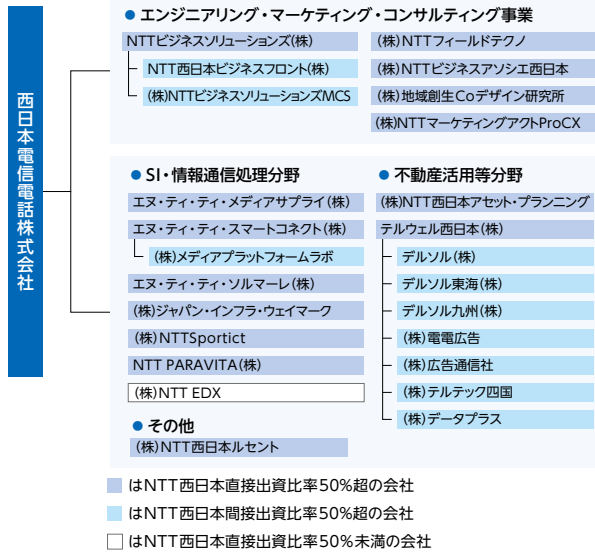 西日本電信電話株式会社
● エンジニアリング・マーケティング・コンサルティング事業
NTTビジネスソリューションズ(株)
NTT西日本ビジネスフロント(株)
(株)NTTビジネスソリューションズMCS
(株)NTTフィールドテクノ
(株)NTTビジネスアソシエ西日本
(株)地域創生Coデザイン研究所
(株)NTTマーケティングアクトProCX
● SI・情報通信処理分野
エヌ・ティ・ティ・メディアサプライ(株)
エヌ・ティ・ティ・スマートコネクト(株)
(株)メディアプラットフォームラボ
エヌ・ティ・ティ・ソルマーレ(株)
(株)ジャパン・インフラ・ウェイマーク
(株)NTTSportict
NTT PARAVITA(株)
(株)NTT EDX
● その他
(株)NTT西日本ルセント
● 不動産活用等分野
(株)NTT西日本アセット・プランニング
テルウェル西日本(株)
デルソル(株)
デルソル東海(株)
デルソル九州(株)
(株)電電広告
(株)広告通信社
(株)テルテック四国
(株)データプラス
はNTT西日本直接出資比率50%超の会社
はNTT西日本間接出資比率50%超の会社
はNTT西日本直接出資比率50%未満の会社